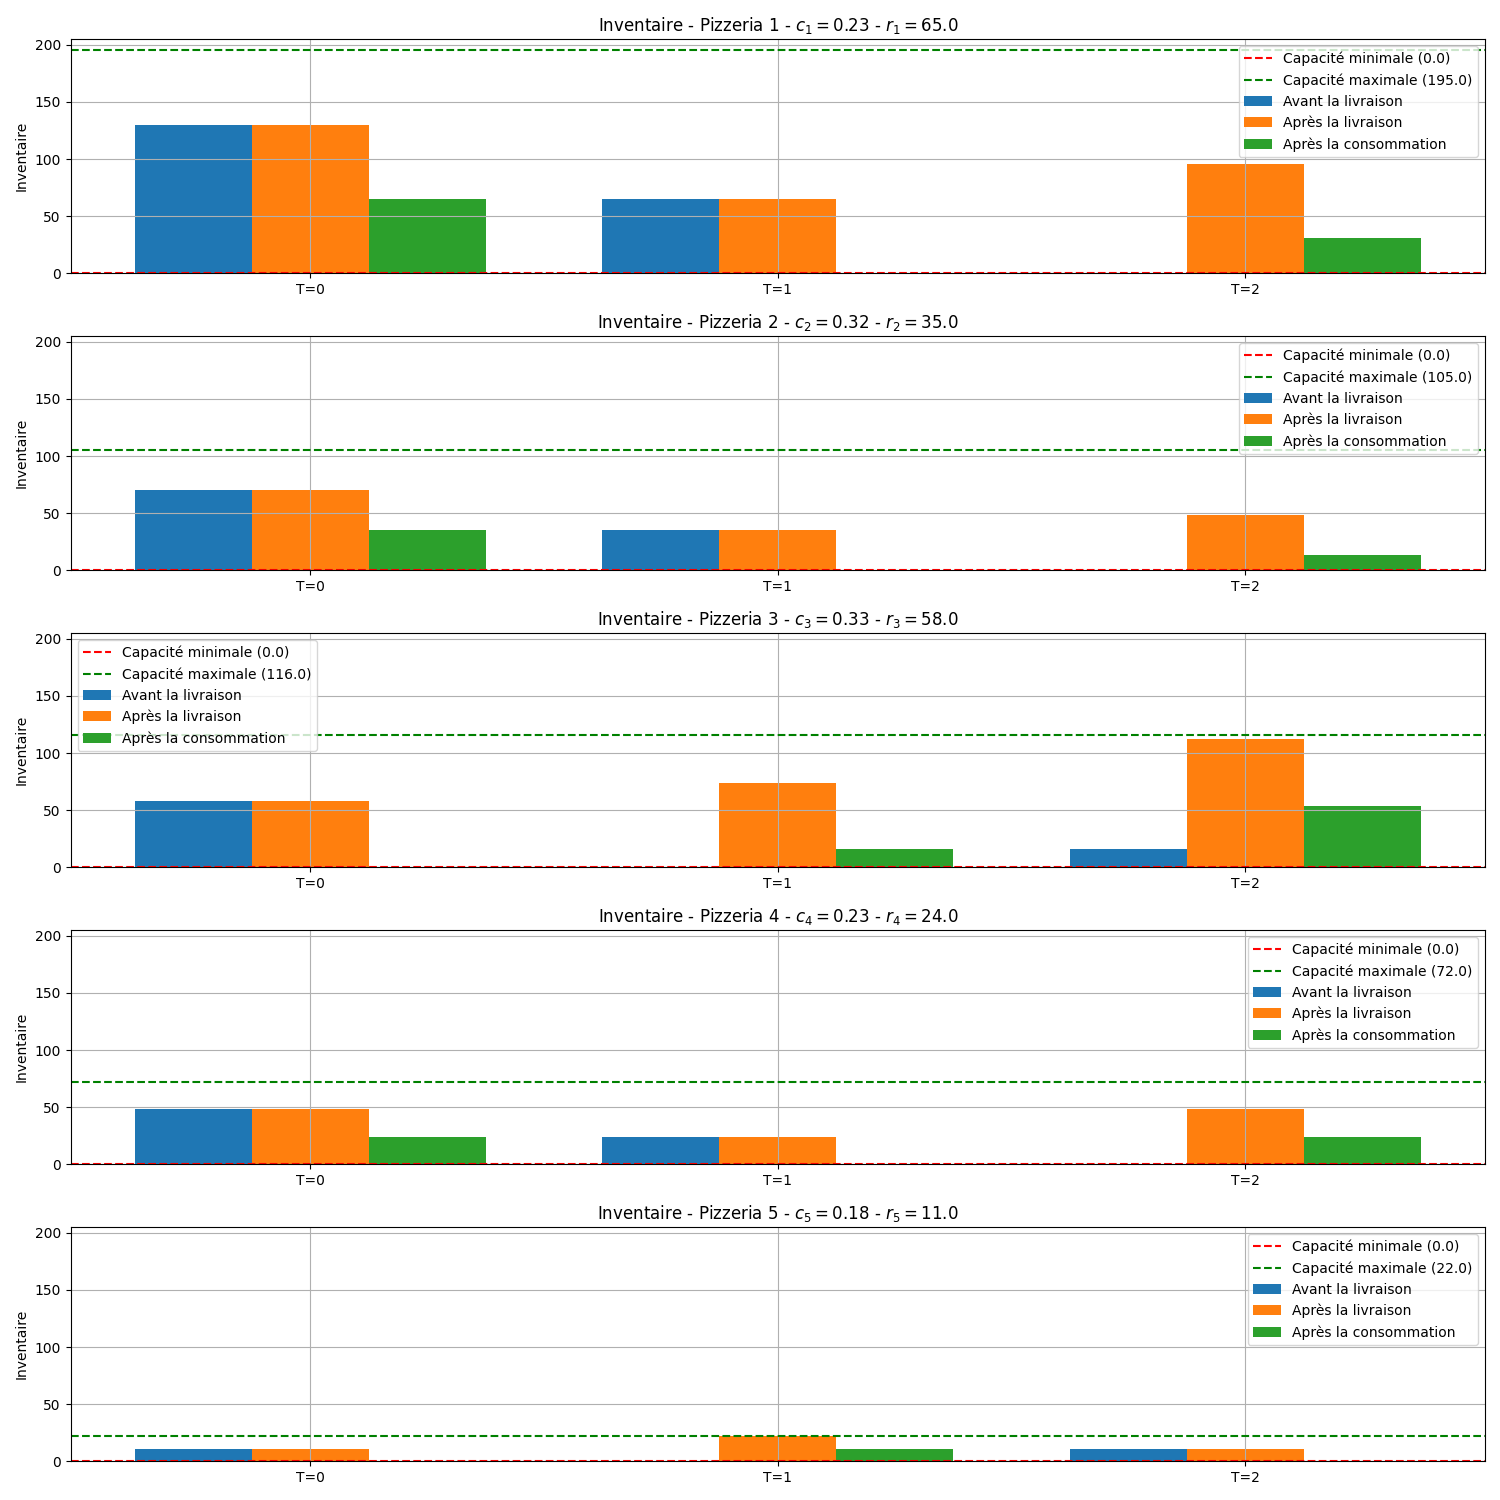 Inventaire - Pizzeria 1 - c₁ = 0.23 - r₁ = 65.0
Inventaire
200
150
100
50
0
Capacité minimale (0.0)
Capacité maximale (195.0)
Avant la livraison
Après la livraison
Après la consommation
T=0 T=1 T=2
Inventaire - Pizzeria 2 - c₂ = 0.32 - r₂ = 35.0
Inventaire
200
150
100
50
0
Capacité minimale (0.0)
Capacité maximale (105.0)
Avant la livraison
Après la livraison
Après la consommation
T=0 T=1 T=2
Inventaire - Pizzeria 3 - c₃ = 0.33 - r₃ = 58.0
Inventaire
200
150
100
50
0
Capacité minimale (0.0)
Capacité maximale (116.0)
Avant la livraison
Après la livraison
Après la consommation
T=0 T=1 T=2
Inventaire - Pizzeria 4 - c₄ = 0.23 - r₄ = 24.0
Inventaire
200
150
100
50
0
Capacité minimale (0.0)
Capacité maximale (72.0)
Avant la livraison
Après la livraison
Après la consommation
T=0 T=1 T=2
Inventaire - Pizzeria 5 - c₅ = 0.18 - r₅ = 11.0
Inventaire
200
150
100
50
0
Capacité minimale (0.0)
Capacité maximale (22.0)
Avant la livraison
Après la livraison
Après la consommation
T=0 T=1 T=2